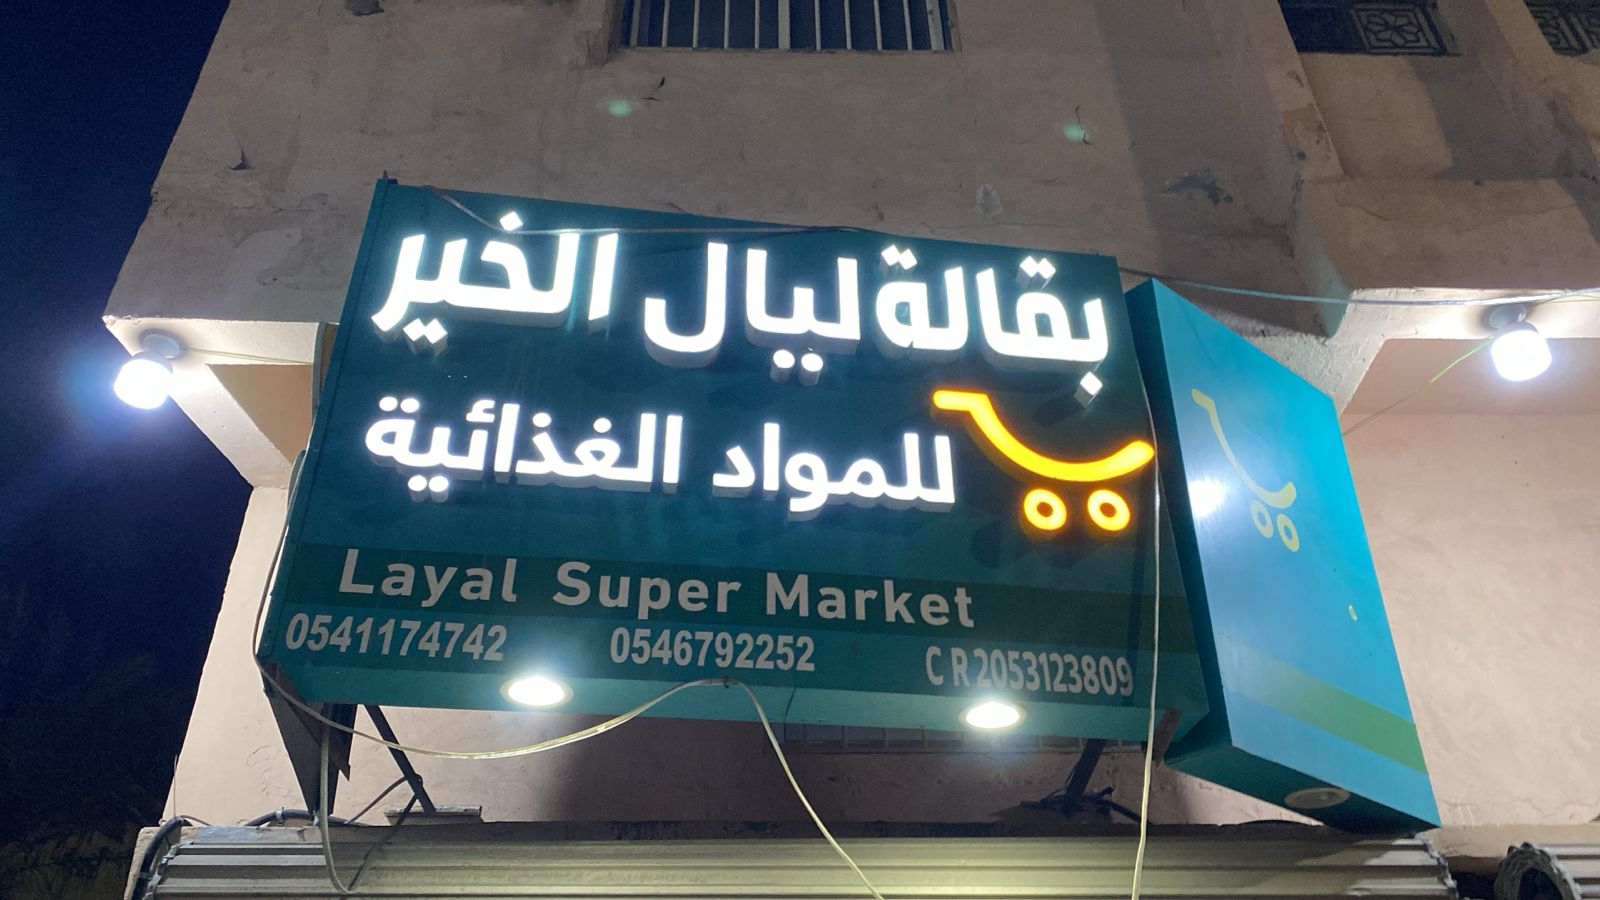 بقالة ليال الخير
للمواد الغذائية
Layal Super Market
0541174742 0546792252 C R 2053123809